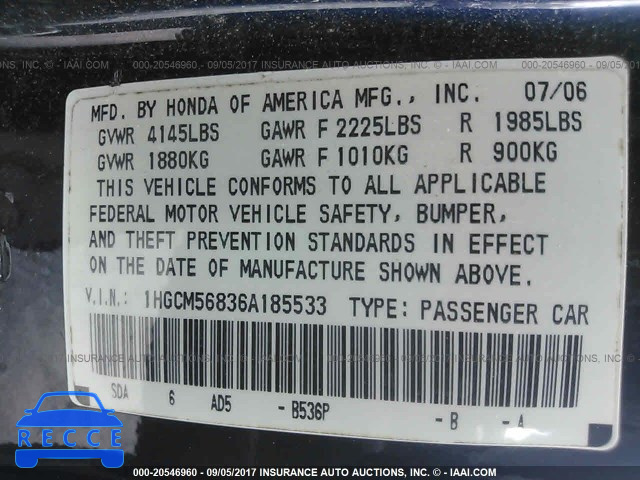 000-20546960 - 09/05/2017 INSURANCE AUTO AUCTIONS, INC. - © IAAI.COM
MFD. BY HONDA OF AMERICA MFG., INC. 07/06
GVWR 4145LBS GAWR F 2225LBS R 1985LBS
GVWR 1880KG GAWR F 1010KG R 900KG
THIS VEHICLE CONFORMS TO ALL APPLICABLE
FEDERAL MOTOR VEHICLE SAFETY, BUMPER,
AND THEFT PREVENTION STANDARDS IN EFFECT
ON THE DATE OF MANUFACTURE SHOWN ABOVE.
V.I.N.: 1HGCM56836A185533 TYPE: PASSENGER CAR
SDA 6 AD5 - B536P - B - A
RECCE
000-20546960 - 09/05/2017 INSURANCE AUTO AUCTIONS, INC. - © IAAI.COM